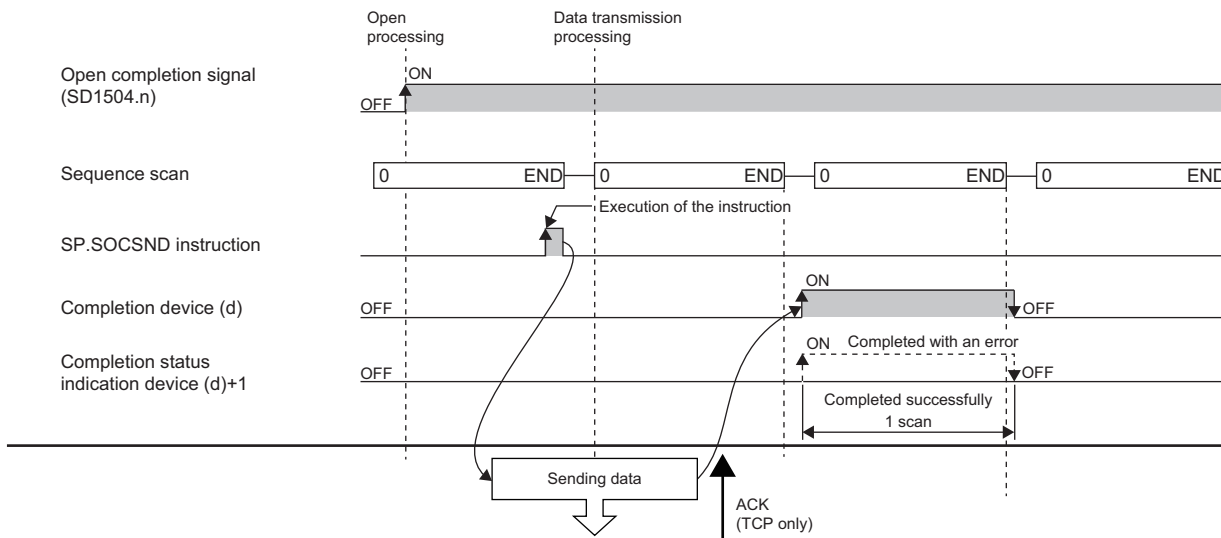 Open
processing
Data transmission
processing
Open completion signal
(SD1504.n)
ON
OFF
Sequence scan
0 END 0 END 0 END 0 END
Execution of the instruction
SP.SOCSND instruction
ON
Completion device (d)
OFF
OFF
ON
Completed with an error
Completion status
indication device (d)+1
OFF
OFF
Completed successfully
1 scan
Sending data
ACK
(TCP only)